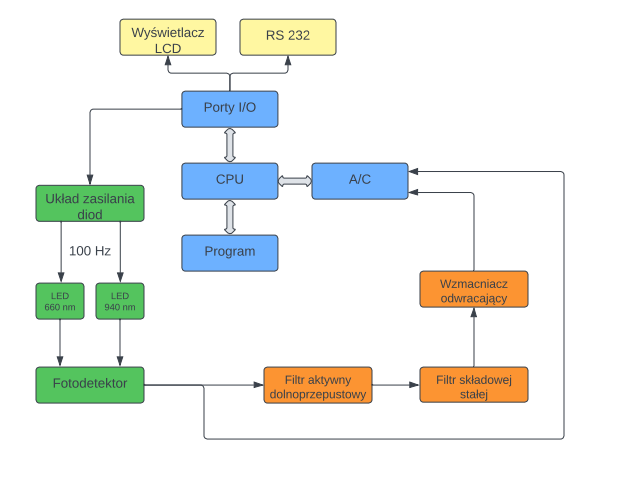 Wyświetlacz
LCD
RS 232
Porty I/O
CPU
A/C
Układ zasilania
diod
Program
100 Hz
LED
660 nm
LED
940 nm
Wzmacniacz
odwracający
Fotodetektor
Filtr aktywny
dolnoprzepustowy
Filtr składowej
stałej